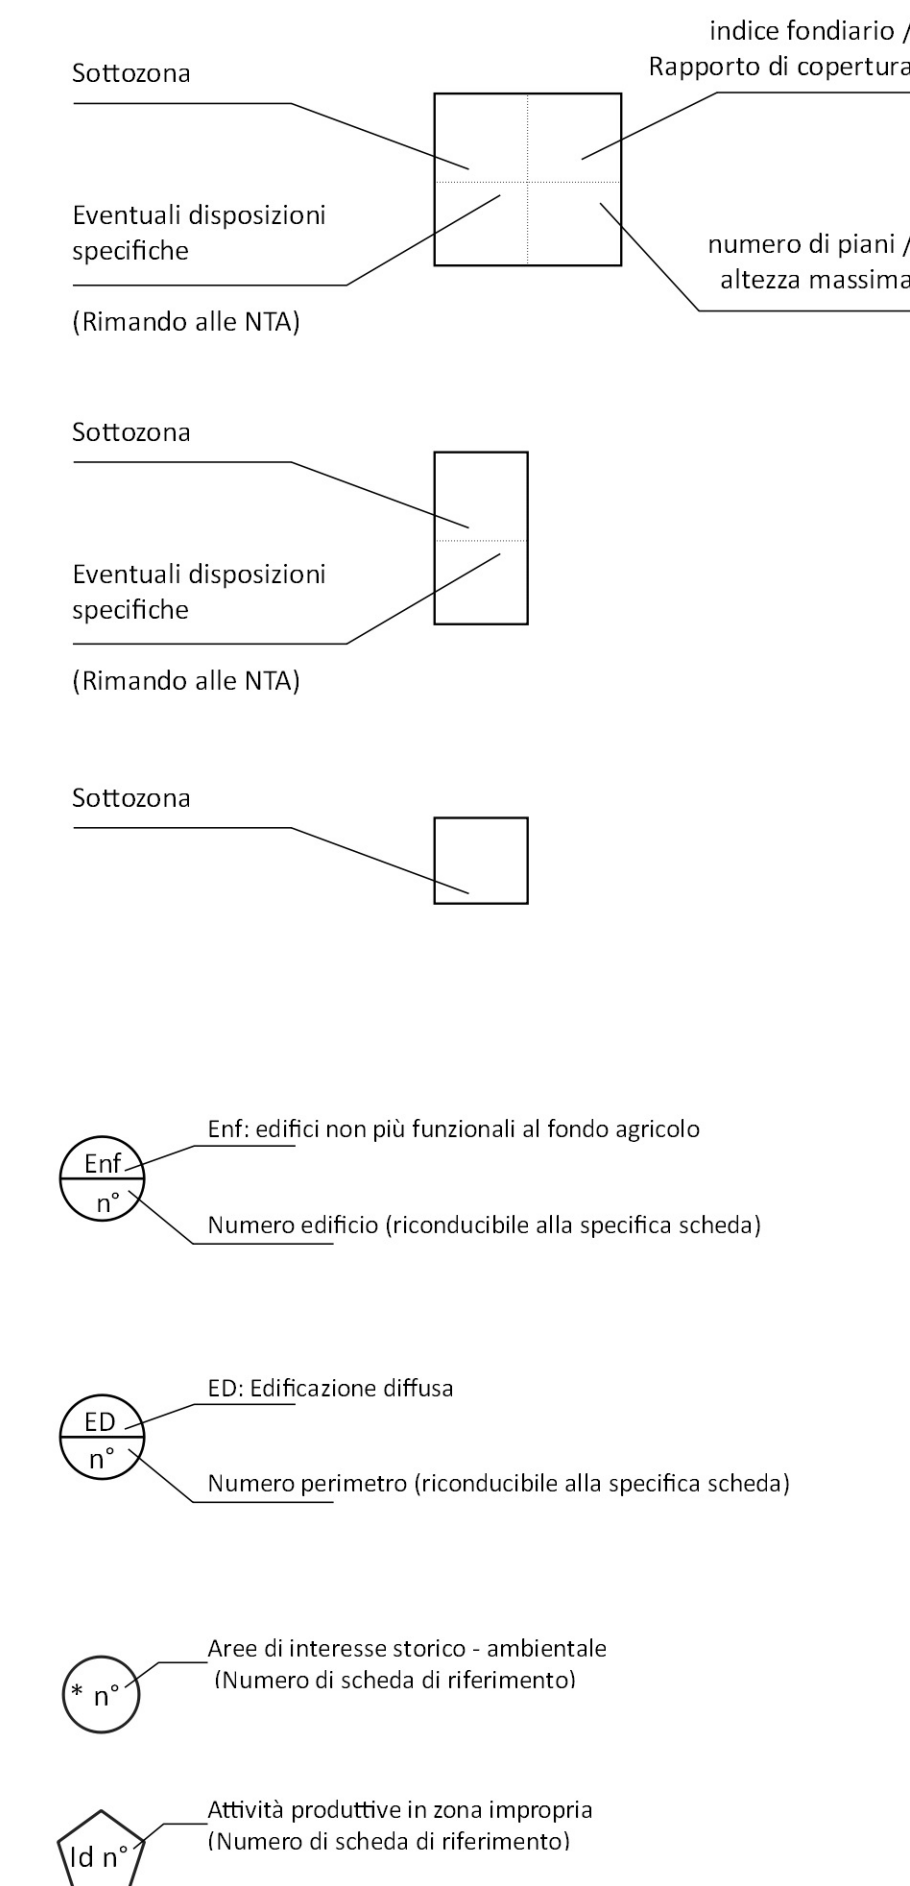 indice fondiario /
Rapporto di copertura
Sottozona
Eventuali disposizioni
specifiche
(Rimando alle NTA)
numero di piani /
altezza massima
Sottozona
Eventuali disposizioni
specifiche
(Rimando alle NTA)
Sottozona
Enf: edifici non più funzionali al fondo agricolo
Enf
n°
Numero edificio (riconducibile alla specifica scheda)
ED: Edificazione diffusa
ED
n°
Numero perimetro (riconducibile alla specifica scheda)
Aree di interesse storico - ambientale
(Numero di scheda di riferimento)
* n°
Attività produttive in zona impropria
(Numero di scheda di riferimento)
Id n°